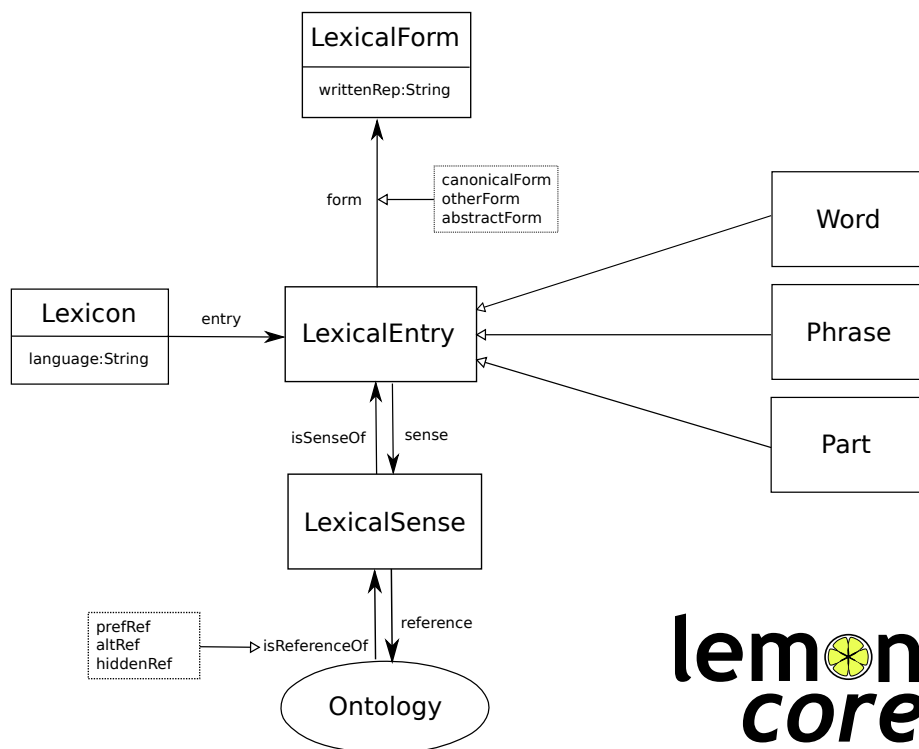 LexicalForm
writtenRep:String
form
canonicalForm
otherForm
abstractForm
Word
Lexicon
language:String
entry
LexicalEntry
Phrase
isSenseOf
sense
Part
LexicalSense
prefRef
altRef
hiddenRef
isReferenceOf
reference
Ontology
lemon
core